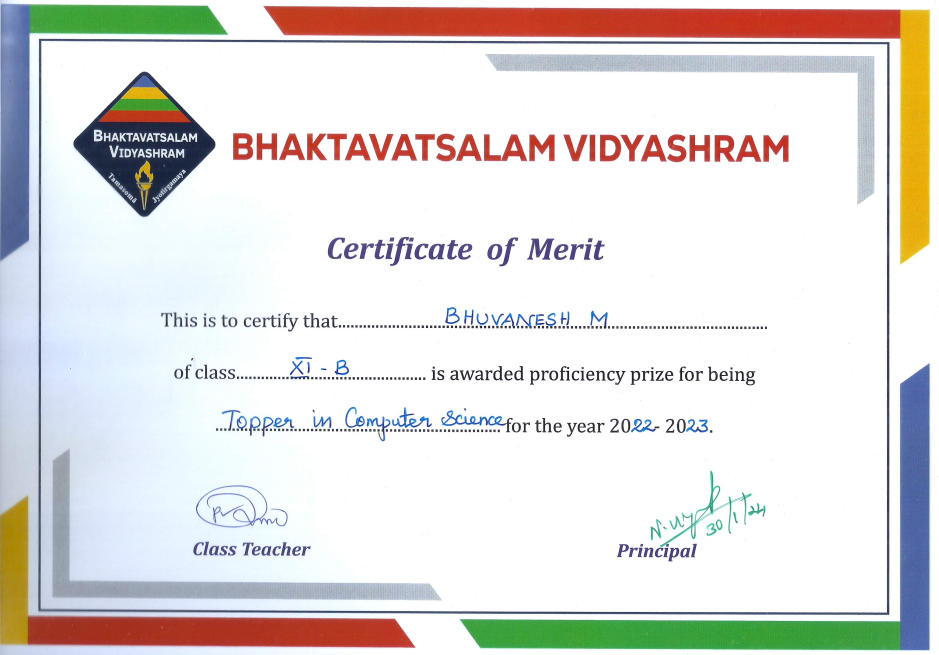 BHAKTAVATSALAM
VIDYASHRAM
Tamasomā Jyotirgamaya
BHAKTAVATSALAM VIDYASHRAM
Certificate of Merit
This is to certify that BHUVANESH M
of class XI - B is awarded proficiency prize for being
Topper in Computer Science for the year 2022- 2023.
30/1/24
Class Teacher
Principal